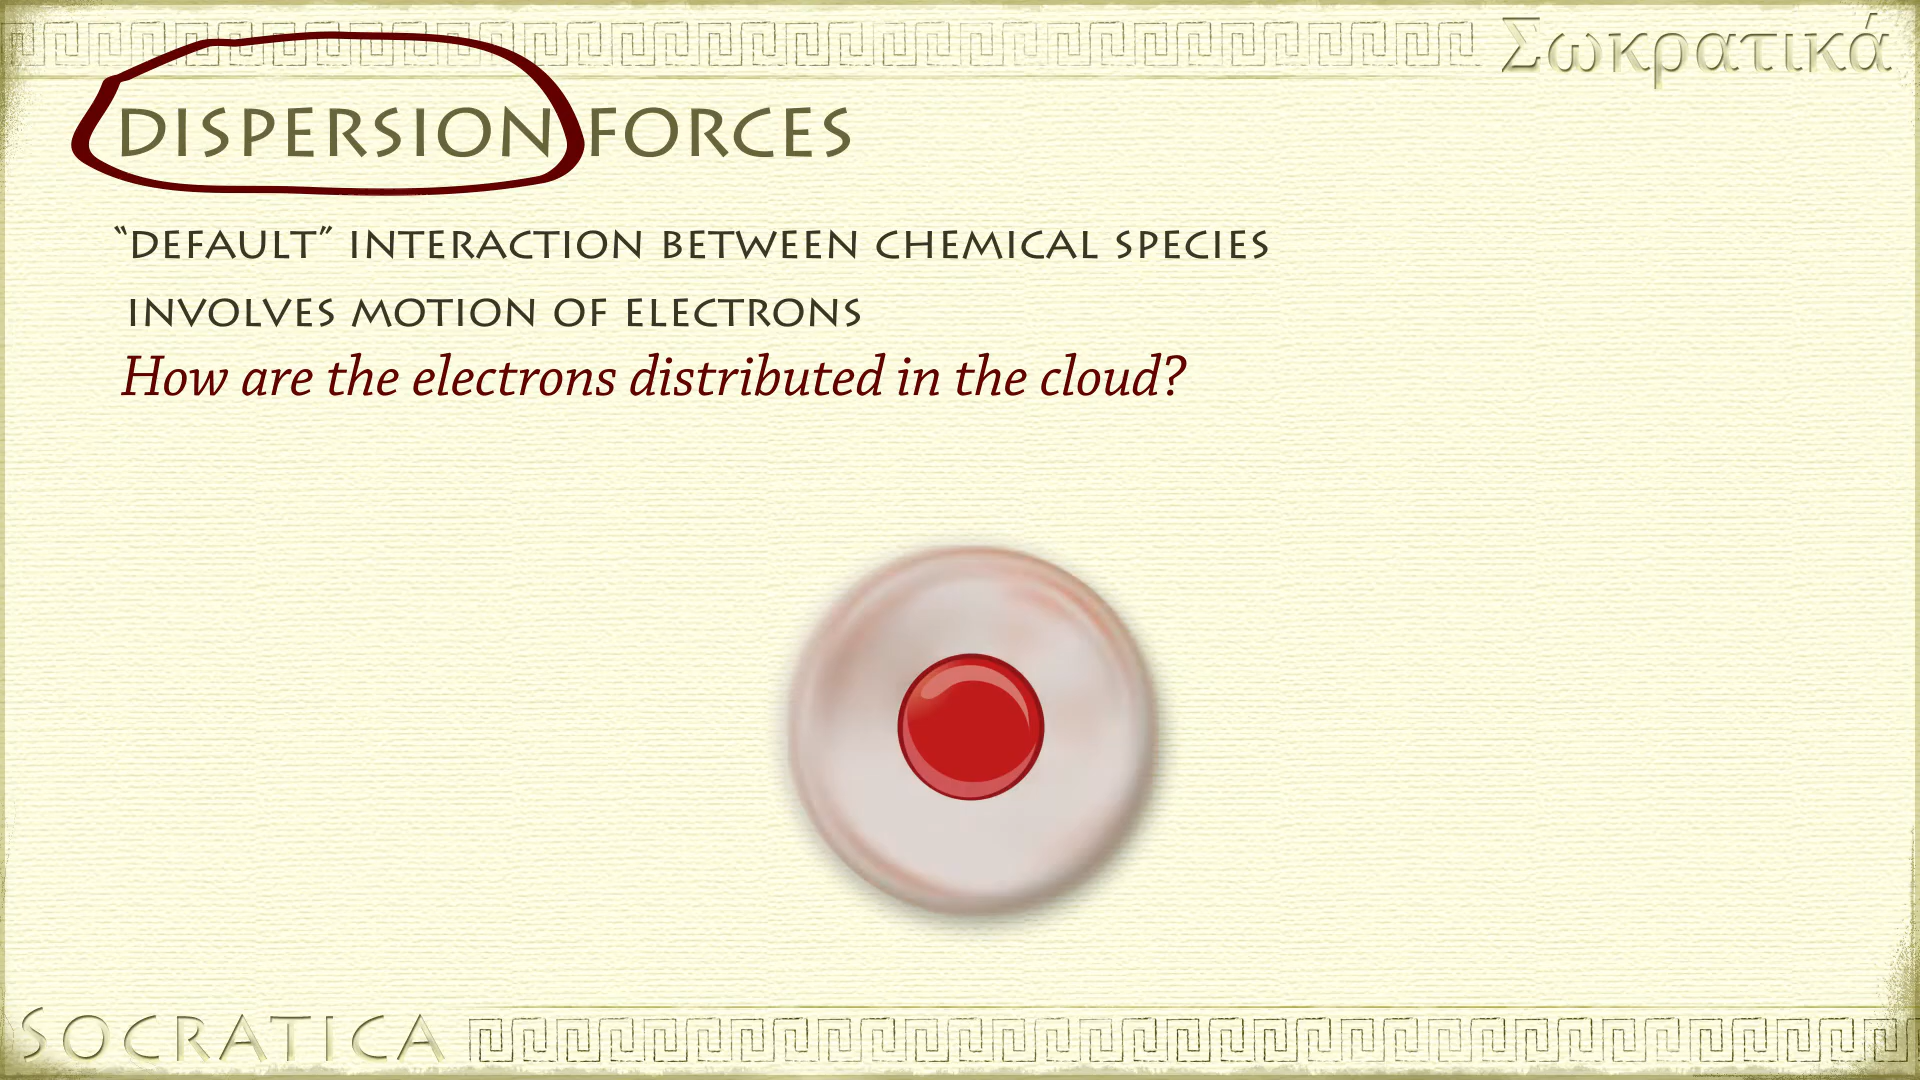 Σωκρατικά
DISPERSION FORCES
“DEFAULT” INTERACTION BETWEEN CHEMICAL SPECIES
INVOLVES MOTION OF ELECTRONS
How are the electrons distributed in the cloud?
SOCRATICA